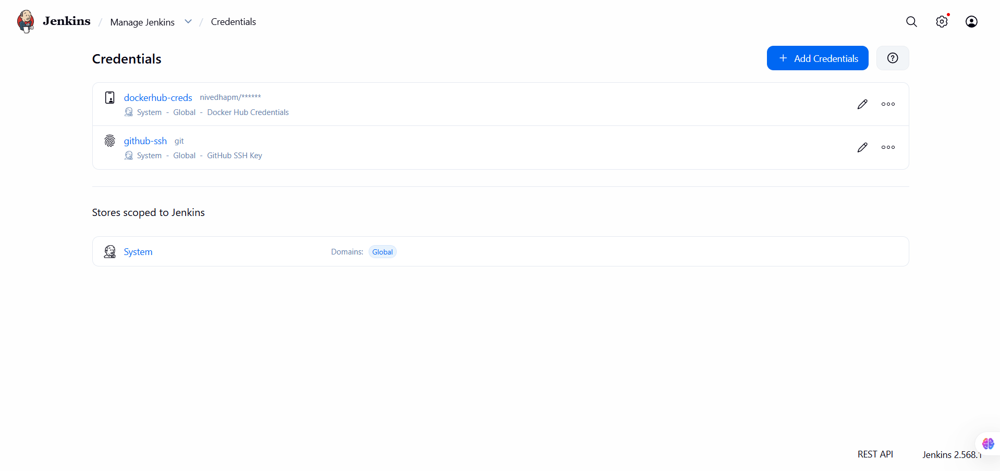 Jenkins / Manage Jenkins / Credentials
Credentials
+ Add Credentials
dockerhub-creds nivedhapm/******
System - Global - Docker Hub Credentials
github-ssh git
System - Global - GitHub SSH Key
Stores scoped to Jenkins
System Domains: Global
REST API Jenkins 2.568.1